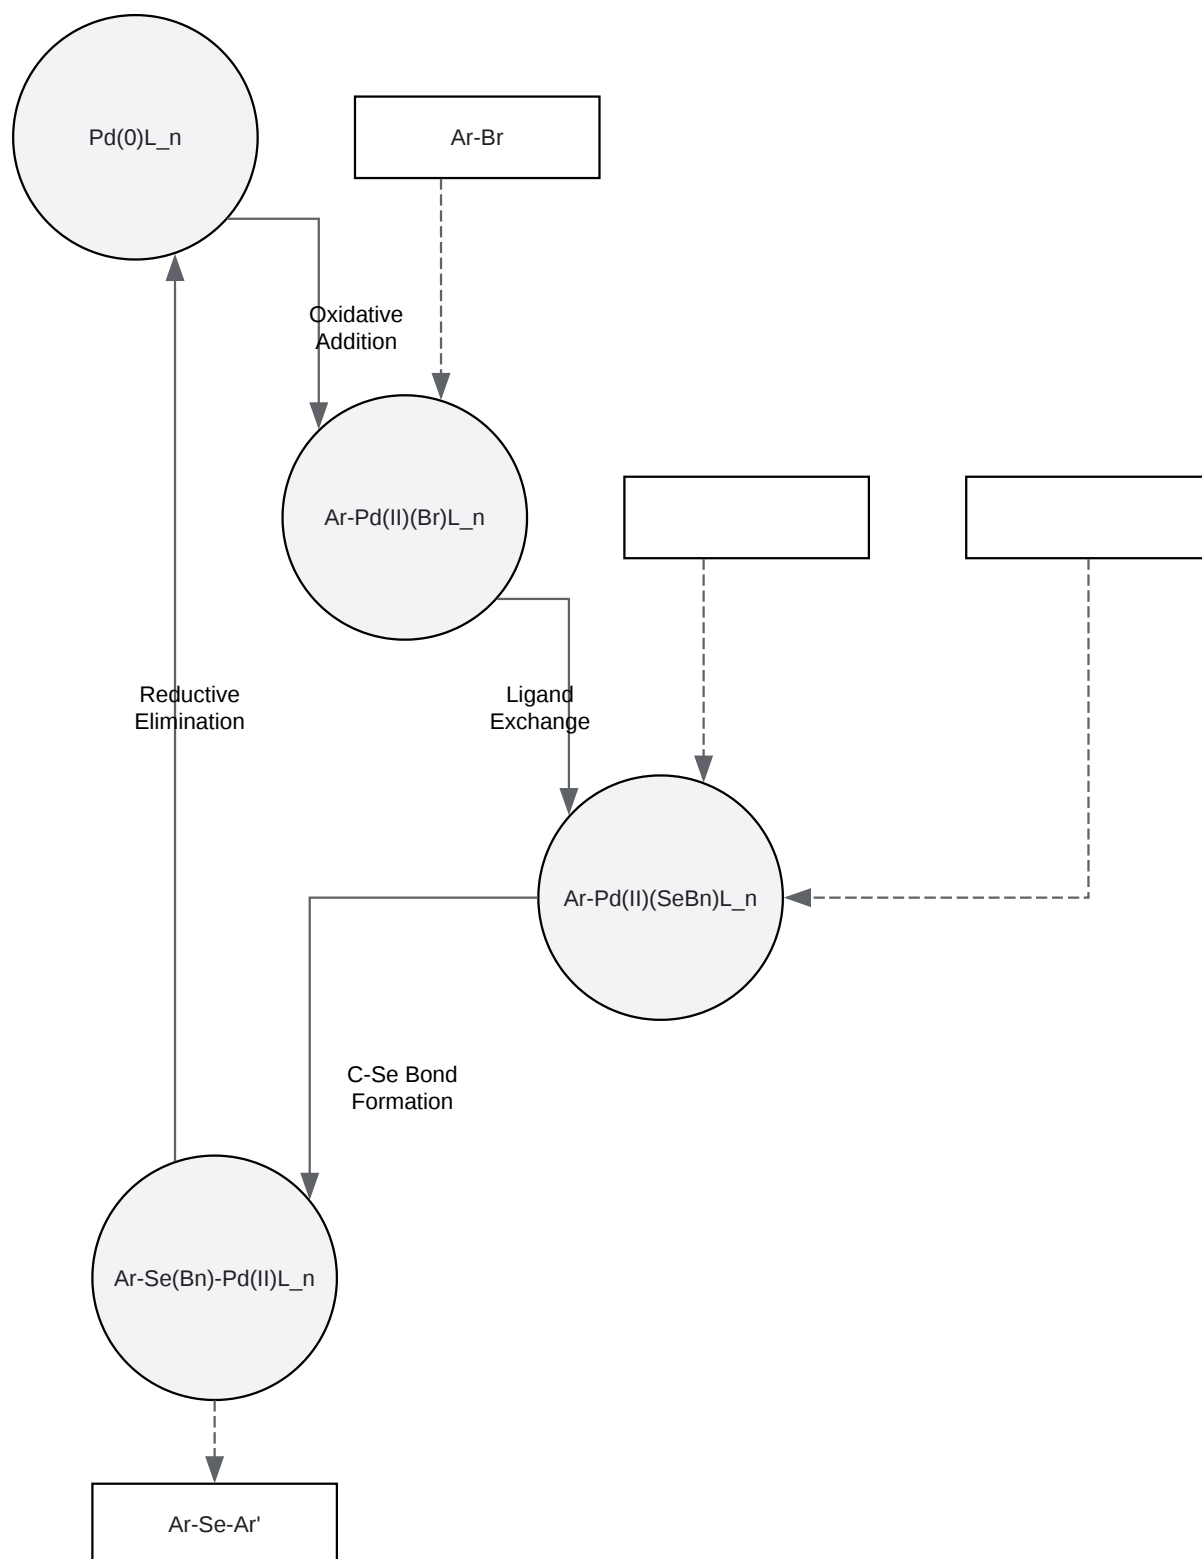 Pd(0)L_n
Ar-Br
Oxidative
Addition
Ar-Pd(II)(Br)L_n
Reductive
Elimination
Ligand
Exchange
Ar-Pd(II)(SeBn)L_n
C-Se Bond
Formation
Ar-Se(Bn)-Pd(II)L_n
Ar-Se-Ar'